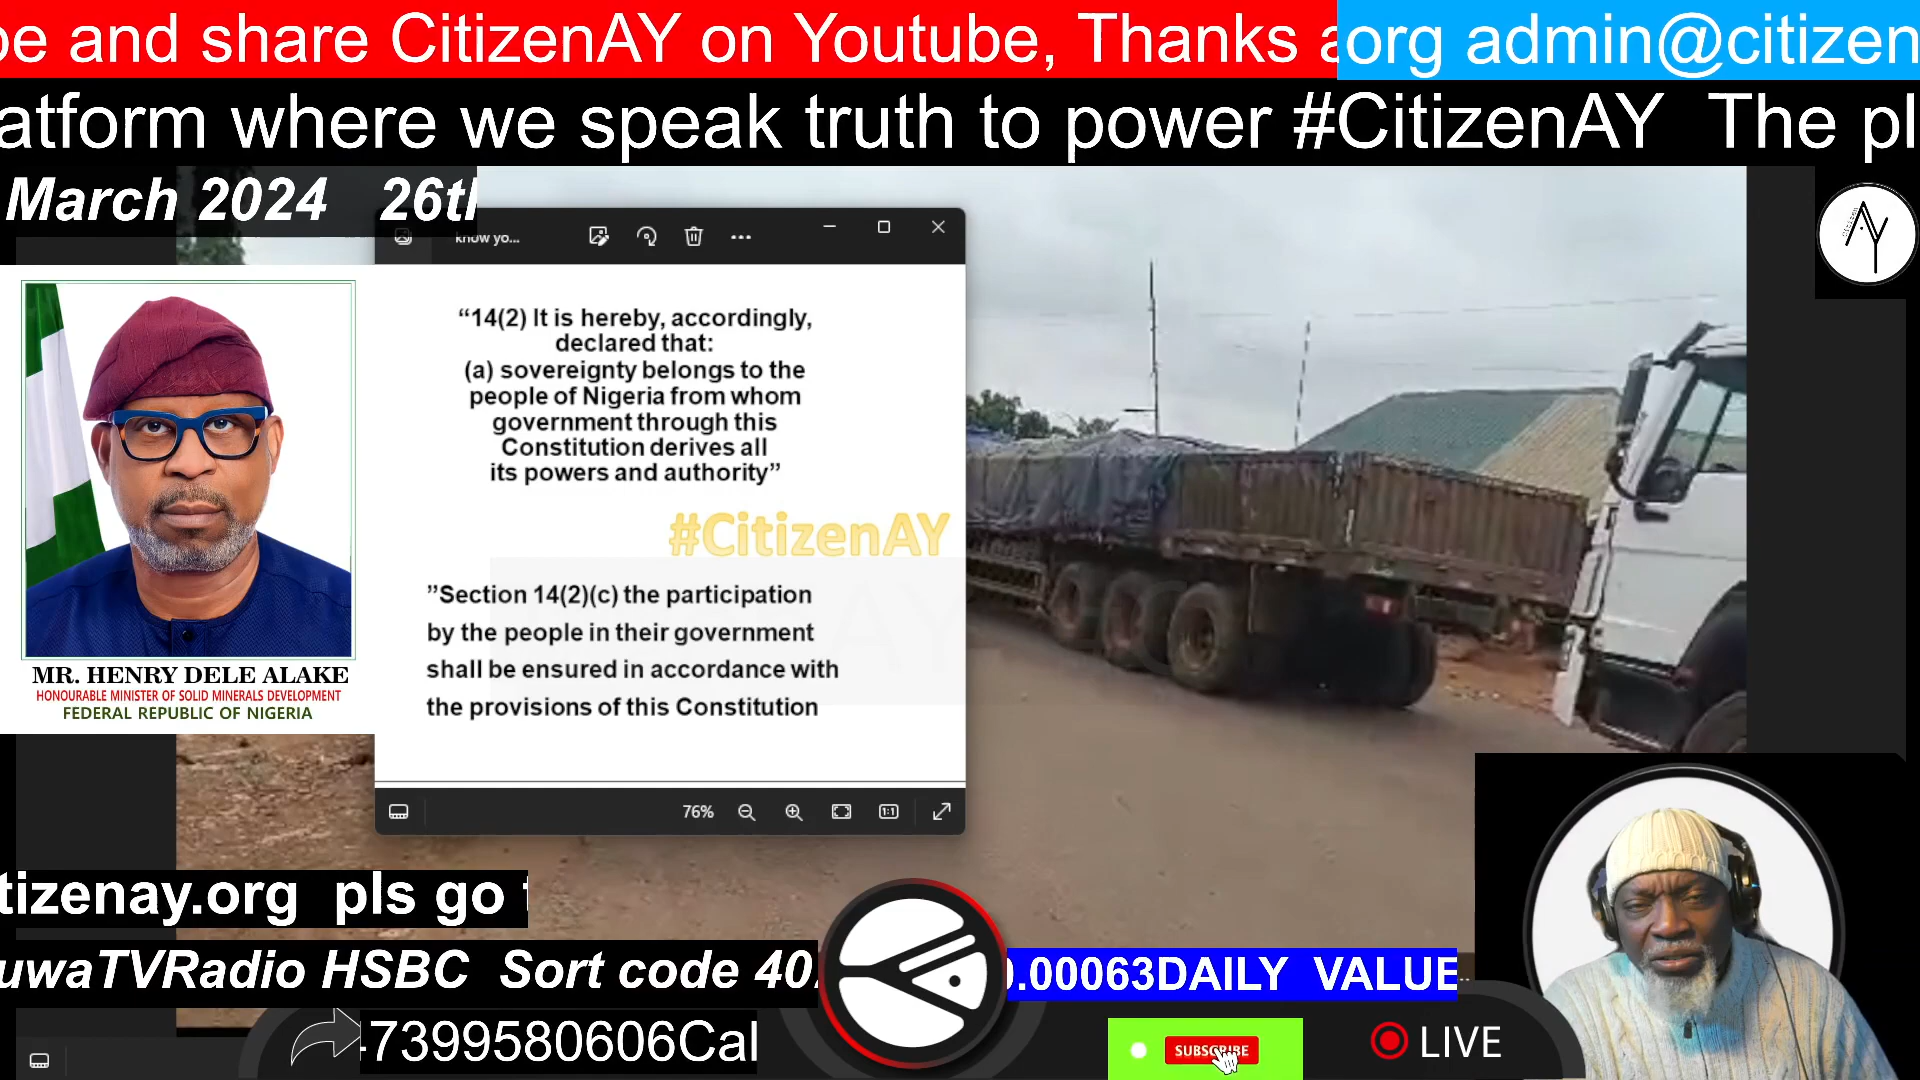 be and share CitizenAY on Youtube, Thanks a
org admin@citizen
atform where we speak truth to power #CitizenAY The pl
March 2024 26th
know yo...
“14(2) It is hereby, accordingly,
declared that:
(a) sovereignty belongs to the
people of Nigeria from whom
government through this
Constitution derives all
its powers and authority”
#CitizenAY
”Section 14(2)(c) the participation
by the people in their government
shall be ensured in accordance with
the provisions of this Constitution
76%
MR. HENRY DELE ALAKE
HONOURABLE MINISTER OF SOLID MINERALS DEVELOPMENT
FEDERAL REPUBLIC OF NIGERIA
tizenay.org pls go
uwaTVRadio HSBC Sort code 40
0.00063DAILY VALUE
7399580606Cal
SUBSCRIBE
LIVE